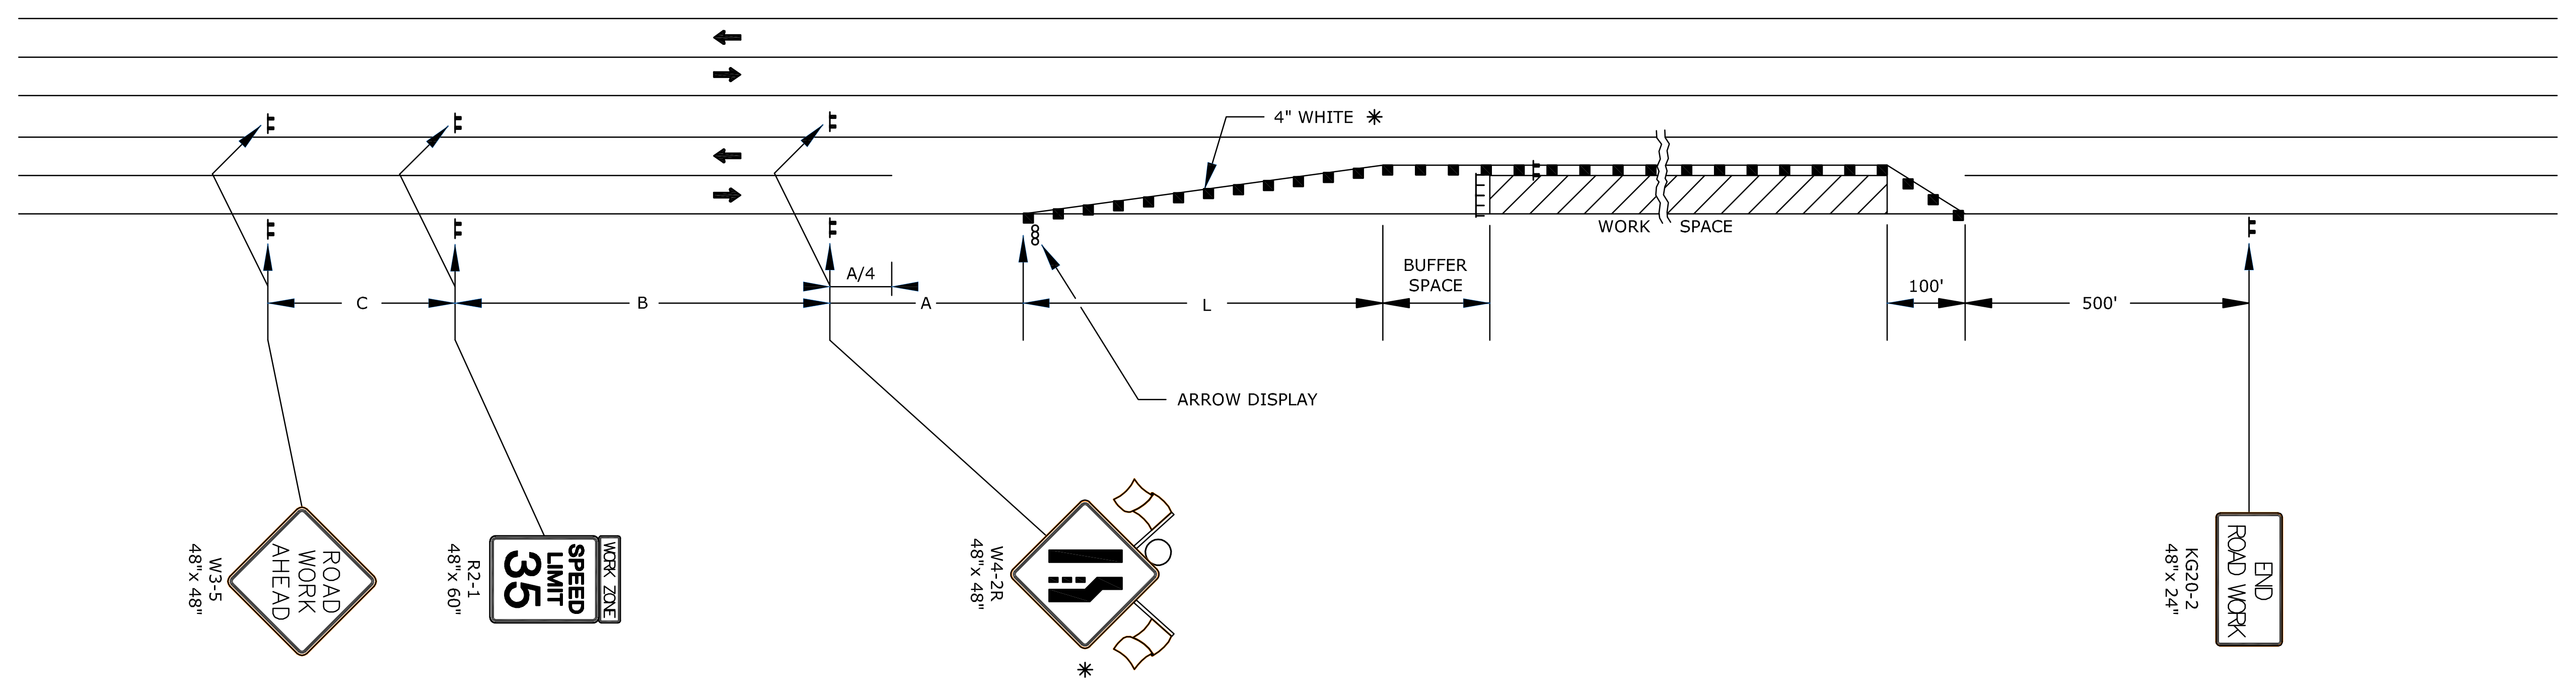 4" WHITE *
WORK SPACE
A/4
BUFFER
SPACE
100'
C
B
A
L
500'
ARROW DISPLAY
ROAD
WORK
AHEAD
W3-5
48"x 48"
WORK ZONE
SPEED
LIMIT
35
R2-1
48"x 60"
W4-2R
48"x 48"
*
END
ROAD WORK
KG20-2
48"x 24"